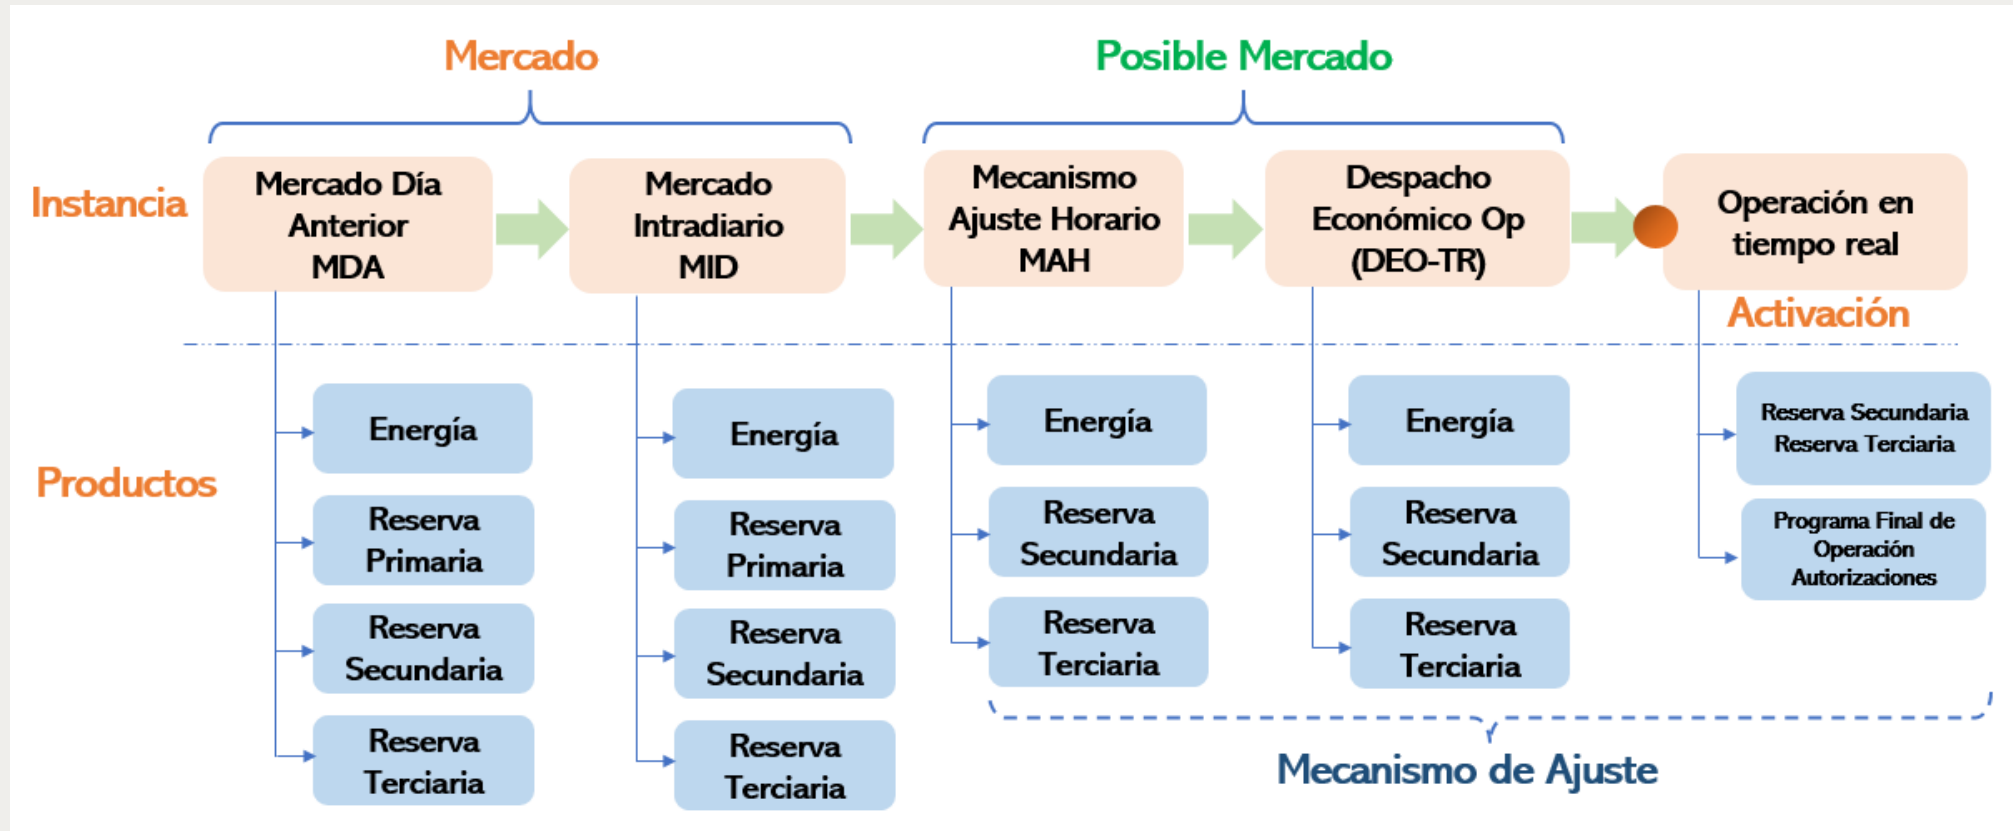 Mercado
Posible Mercado
Instancia
Mercado Día
Anterior
MDA
Mercado
Intradiario
MID
Mecanismo
Ajuste Horario
MAH
Despacho
Económico Op
(DEO-TR)
Operación en
tiempo real
Activación
Productos
Energía
Reserva
Primaria
Reserva
Secundaria
Reserva
Terciaria
Energía
Reserva
Primaria
Reserva
Secundaria
Reserva
Terciaria
Energía
Reserva
Secundaria
Reserva
Terciaria
Energía
Reserva
Secundaria
Reserva
Terciaria
Reserva Secundaria
Reserva Terciaria
Programa Final de
Operación
Autorizaciones
Mecanismo de Ajuste